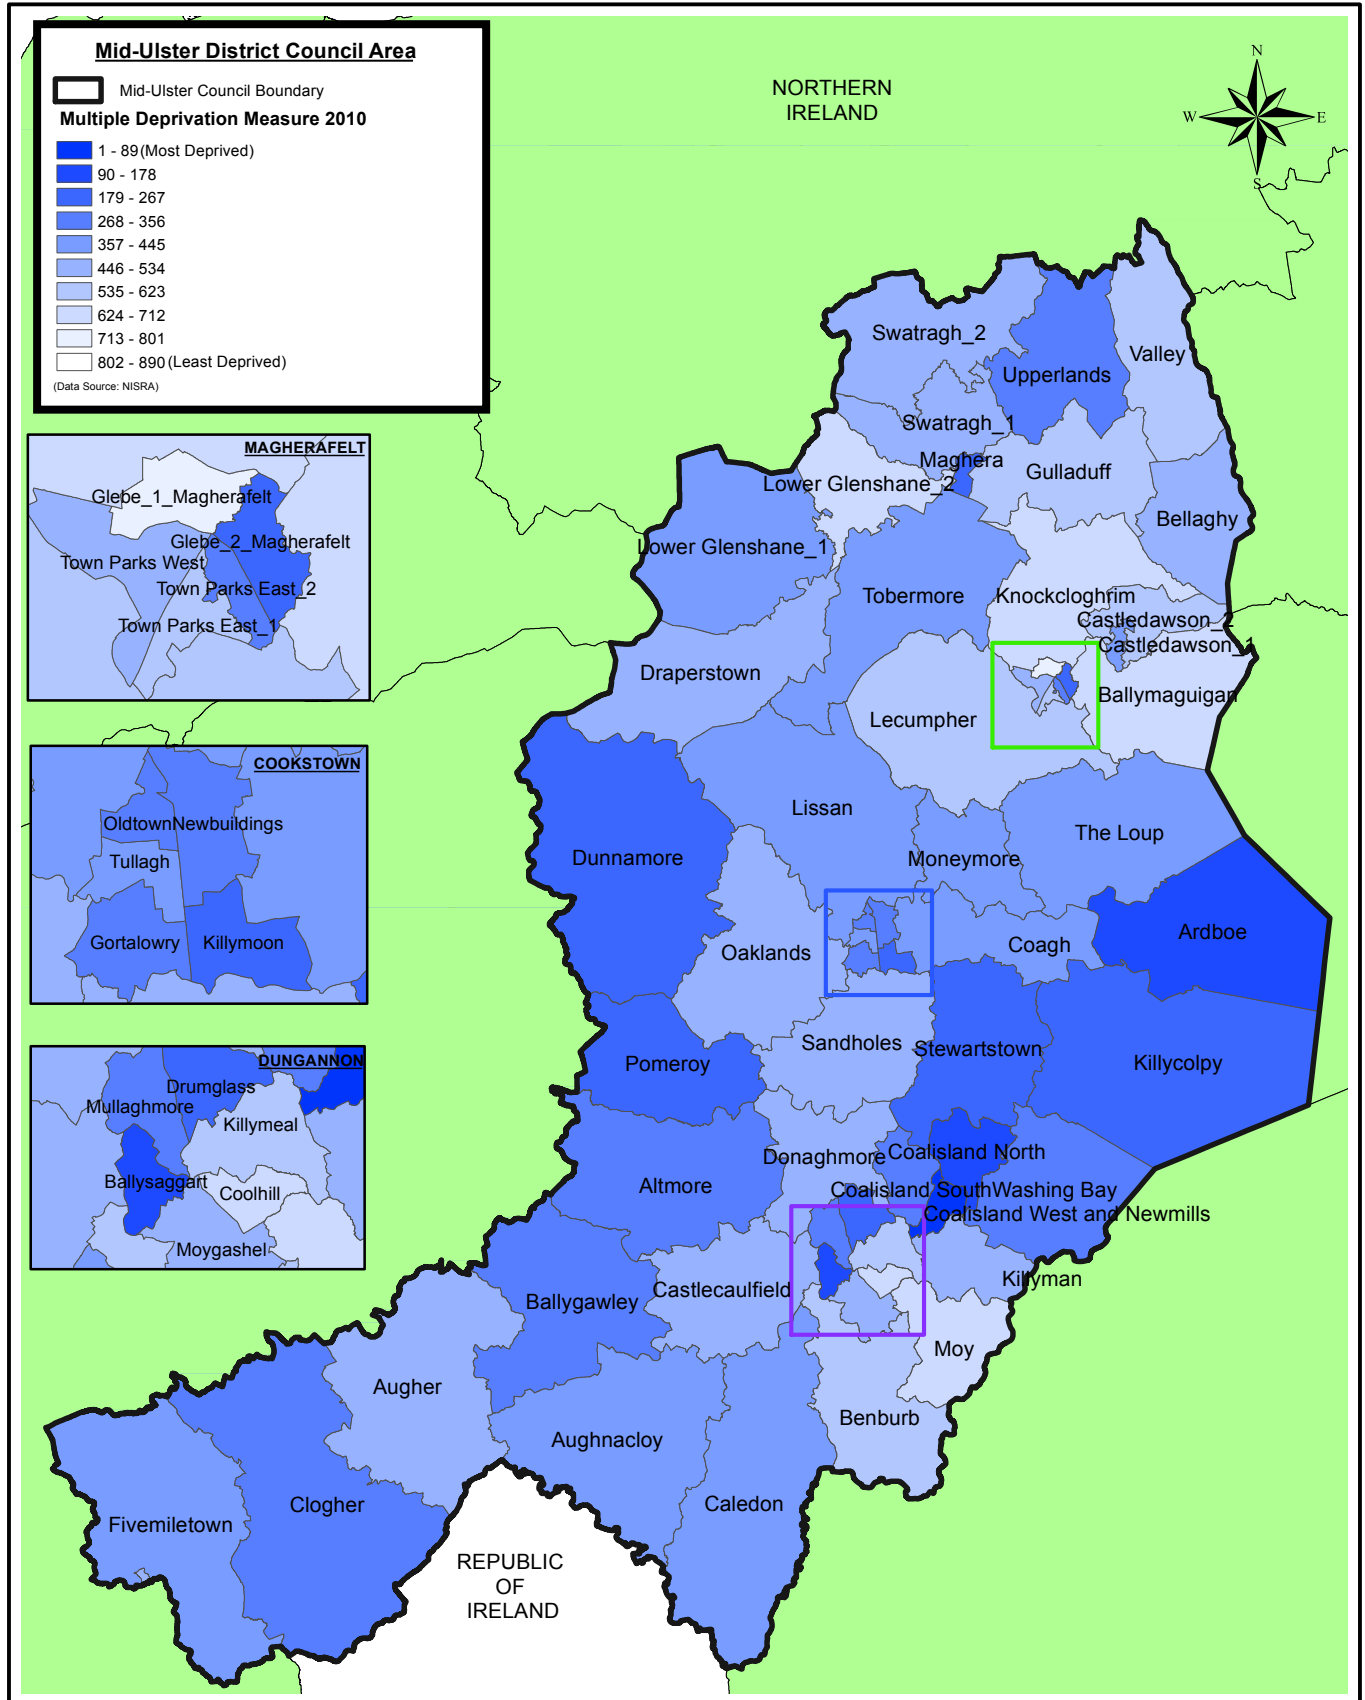 Mid-Ulster District Council Area
Mid-Ulster Council Boundary
Multiple Deprivation Measure 2010
1 - 89 (Most Deprived)
90 - 178
179 - 267
268 - 356
357 - 445
446 - 534
535 - 623
624 - 712
713 - 801
802 - 890 (Least Deprived)
(Data Source: NISRA)
NORTHERN
IRELAND
N
W
E
S
MAGHERAFELT
Glebe_1_Magherafelt
Glebe_2_Magherafelt
Town Parks West
Town Parks East_2
Town Parks East_1
COOKSTOWN
Oldtown
Newbuildings
Tullagh
Gortalowry
Killymoon
DUNGANNON
Drumglass
Mullaghmore
Killymeal
Ballysaggart
Coolhill
Moygashel
Swatragh_2
Valley
Upperlands
Swatragh_1
Maghera
Gulladuff
Lower Glenshane_2
Bellaghy
Lower Glenshane_1
Tobermore
Knockcloghrim
Castledawson_2
Castledawson_1
Draperstown
Ballymaguigan
Lecumpher
Lissan
The Loup
Dunnamore
Moneymore
Ardboe
Coagh
Oaklands
Sandholes
Stewartstown
Pomeroy
Killycolpy
Donaghmore
Coalisland North
Altmore
Coalisland South
Washing Bay
Coalisland West and Newmills
Killyman
Castlecaulfield
Ballygawley
Moy
Augher
Benburb
Aughnacloy
Clogher
Caledon
Fivemiletown
REPUBLIC
OF
IRELAND